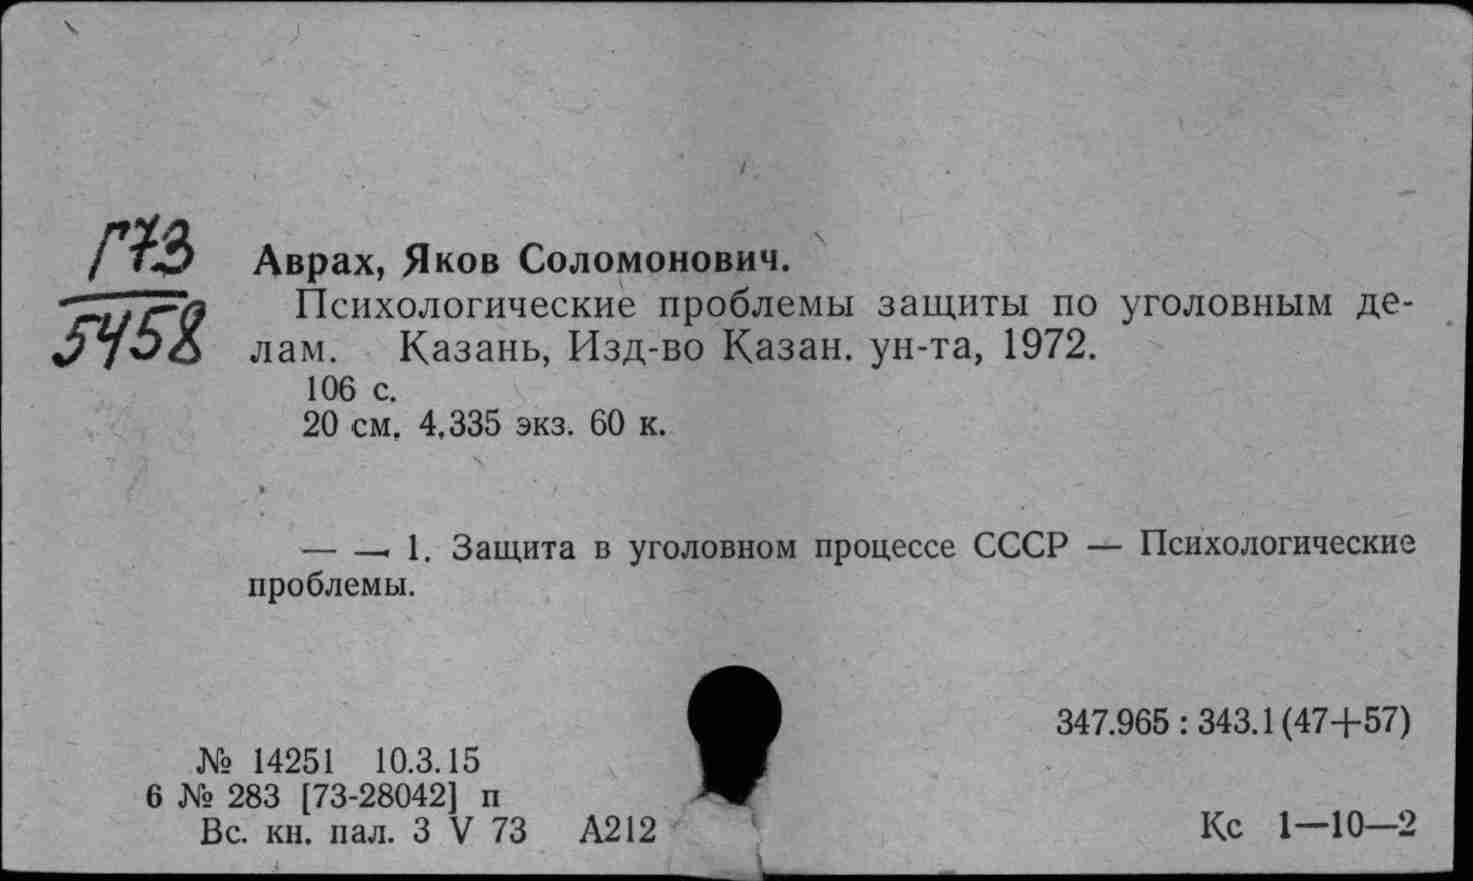 Г73
5458
Аврах, Яков Соломонович.
Психологические проблемы защиты по уголовным де-
лам. Казань, Изд-во Казан. ун-та, 1972.
106 с.
20 см. 4.335 экз. 60 к.
— — 1. Защита в уголовном процессе СССР — Психологические
проблемы.
347.965 : 343.1 (47+57)
№ 14251 10.3.15
6 № 283 [73-28042] п
Вс. кн. пал. 3 V 73 А212
Кс 1—10—2